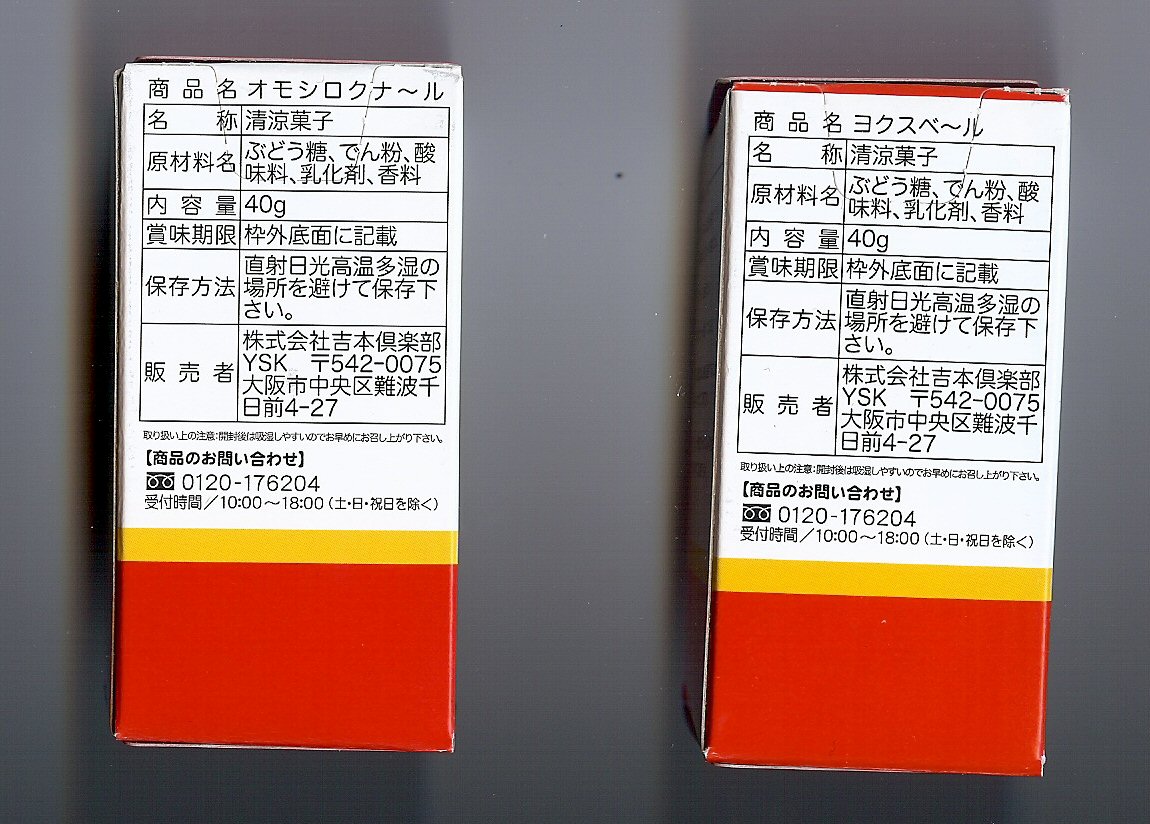 商品名 オモシロクナ〜ル
名称 清涼菓子
原材料名 ぶどう糖、でん粉、酸
味料、乳化剤、香料
内容量 40g
賞味期限 枠外底面に記載
保存方法 直射日光高温多湿の
場所を避けて保存下
さい。
販売者 株式会社吉本倶楽部
YSK 〒542-0075
大阪市中央区難波千
日前4-27
取り扱い上の注意:開封後は吸湿しやすいのでお早めにお召し上がり下さい。
【商品のお問い合わせ】
0120-176204
受付時間/10:00〜18:00(土・日・祝日を除く)
商品名 ヨクスベ〜ル
名称 清涼菓子
原材料名 ぶどう糖、でん粉、酸
味料、乳化剤、香料
内容量 40g
賞味期限 枠外底面に記載
保存方法 直射日光高温多湿の
場所を避けて保存下
さい。
販売者 株式会社吉本倶楽部
YSK 〒542-0075
大阪市中央区難波千
日前4-27
取り扱い上の注意:開封後は吸湿しやすいのでお早めにお召し上がり下さい。
【商品のお問い合わせ】
0120-176204
受付時間/10:00〜18:00(土・日・祝日を除く)